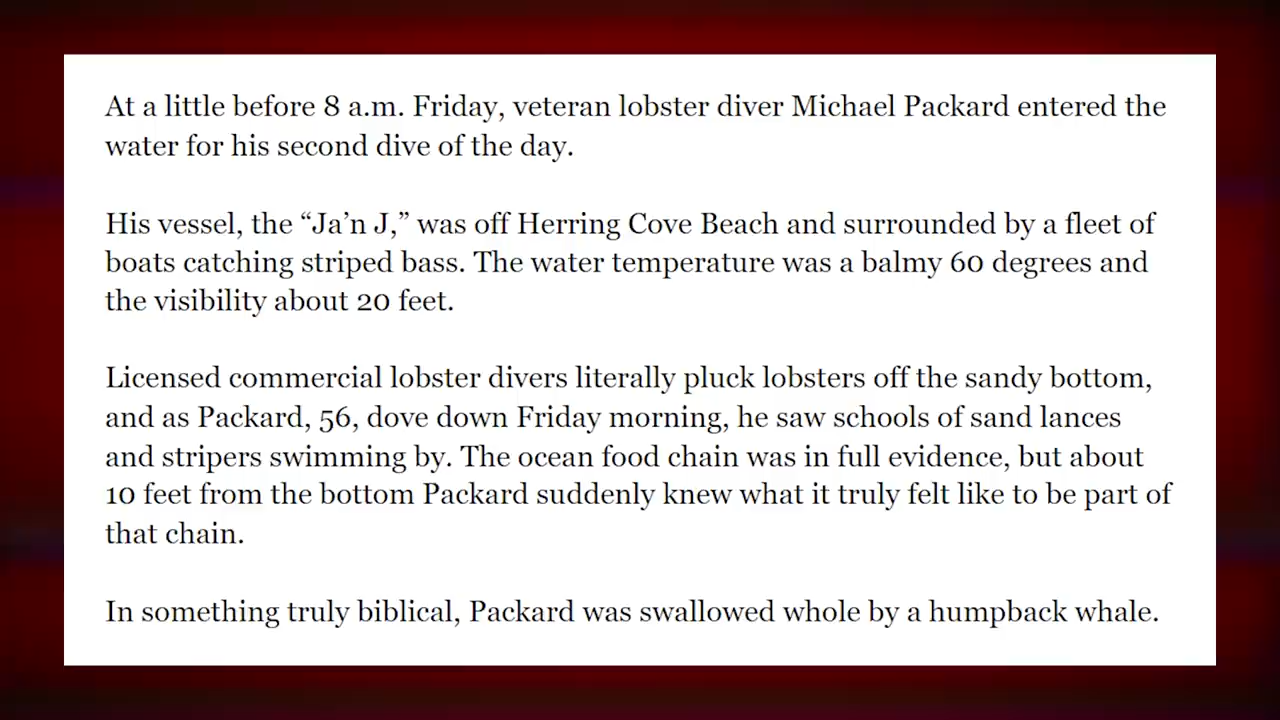 At a little before 8 a.m. Friday, veteran lobster diver Michael Packard entered the
water for his second dive of the day.
His vessel, the “Ja’n J,” was off Herring Cove Beach and surrounded by a fleet of
boats catching striped bass. The water temperature was a balmy 60 degrees and
the visibility about 20 feet.
Licensed commercial lobster divers literally pluck lobsters off the sandy bottom,
and as Packard, 56, dove down Friday morning, he saw schools of sand lances
and stripers swimming by. The ocean food chain was in full evidence, but about
10 feet from the bottom Packard suddenly knew what it truly felt like to be part of
that chain.
In something truly biblical, Packard was swallowed whole by a humpback whale.